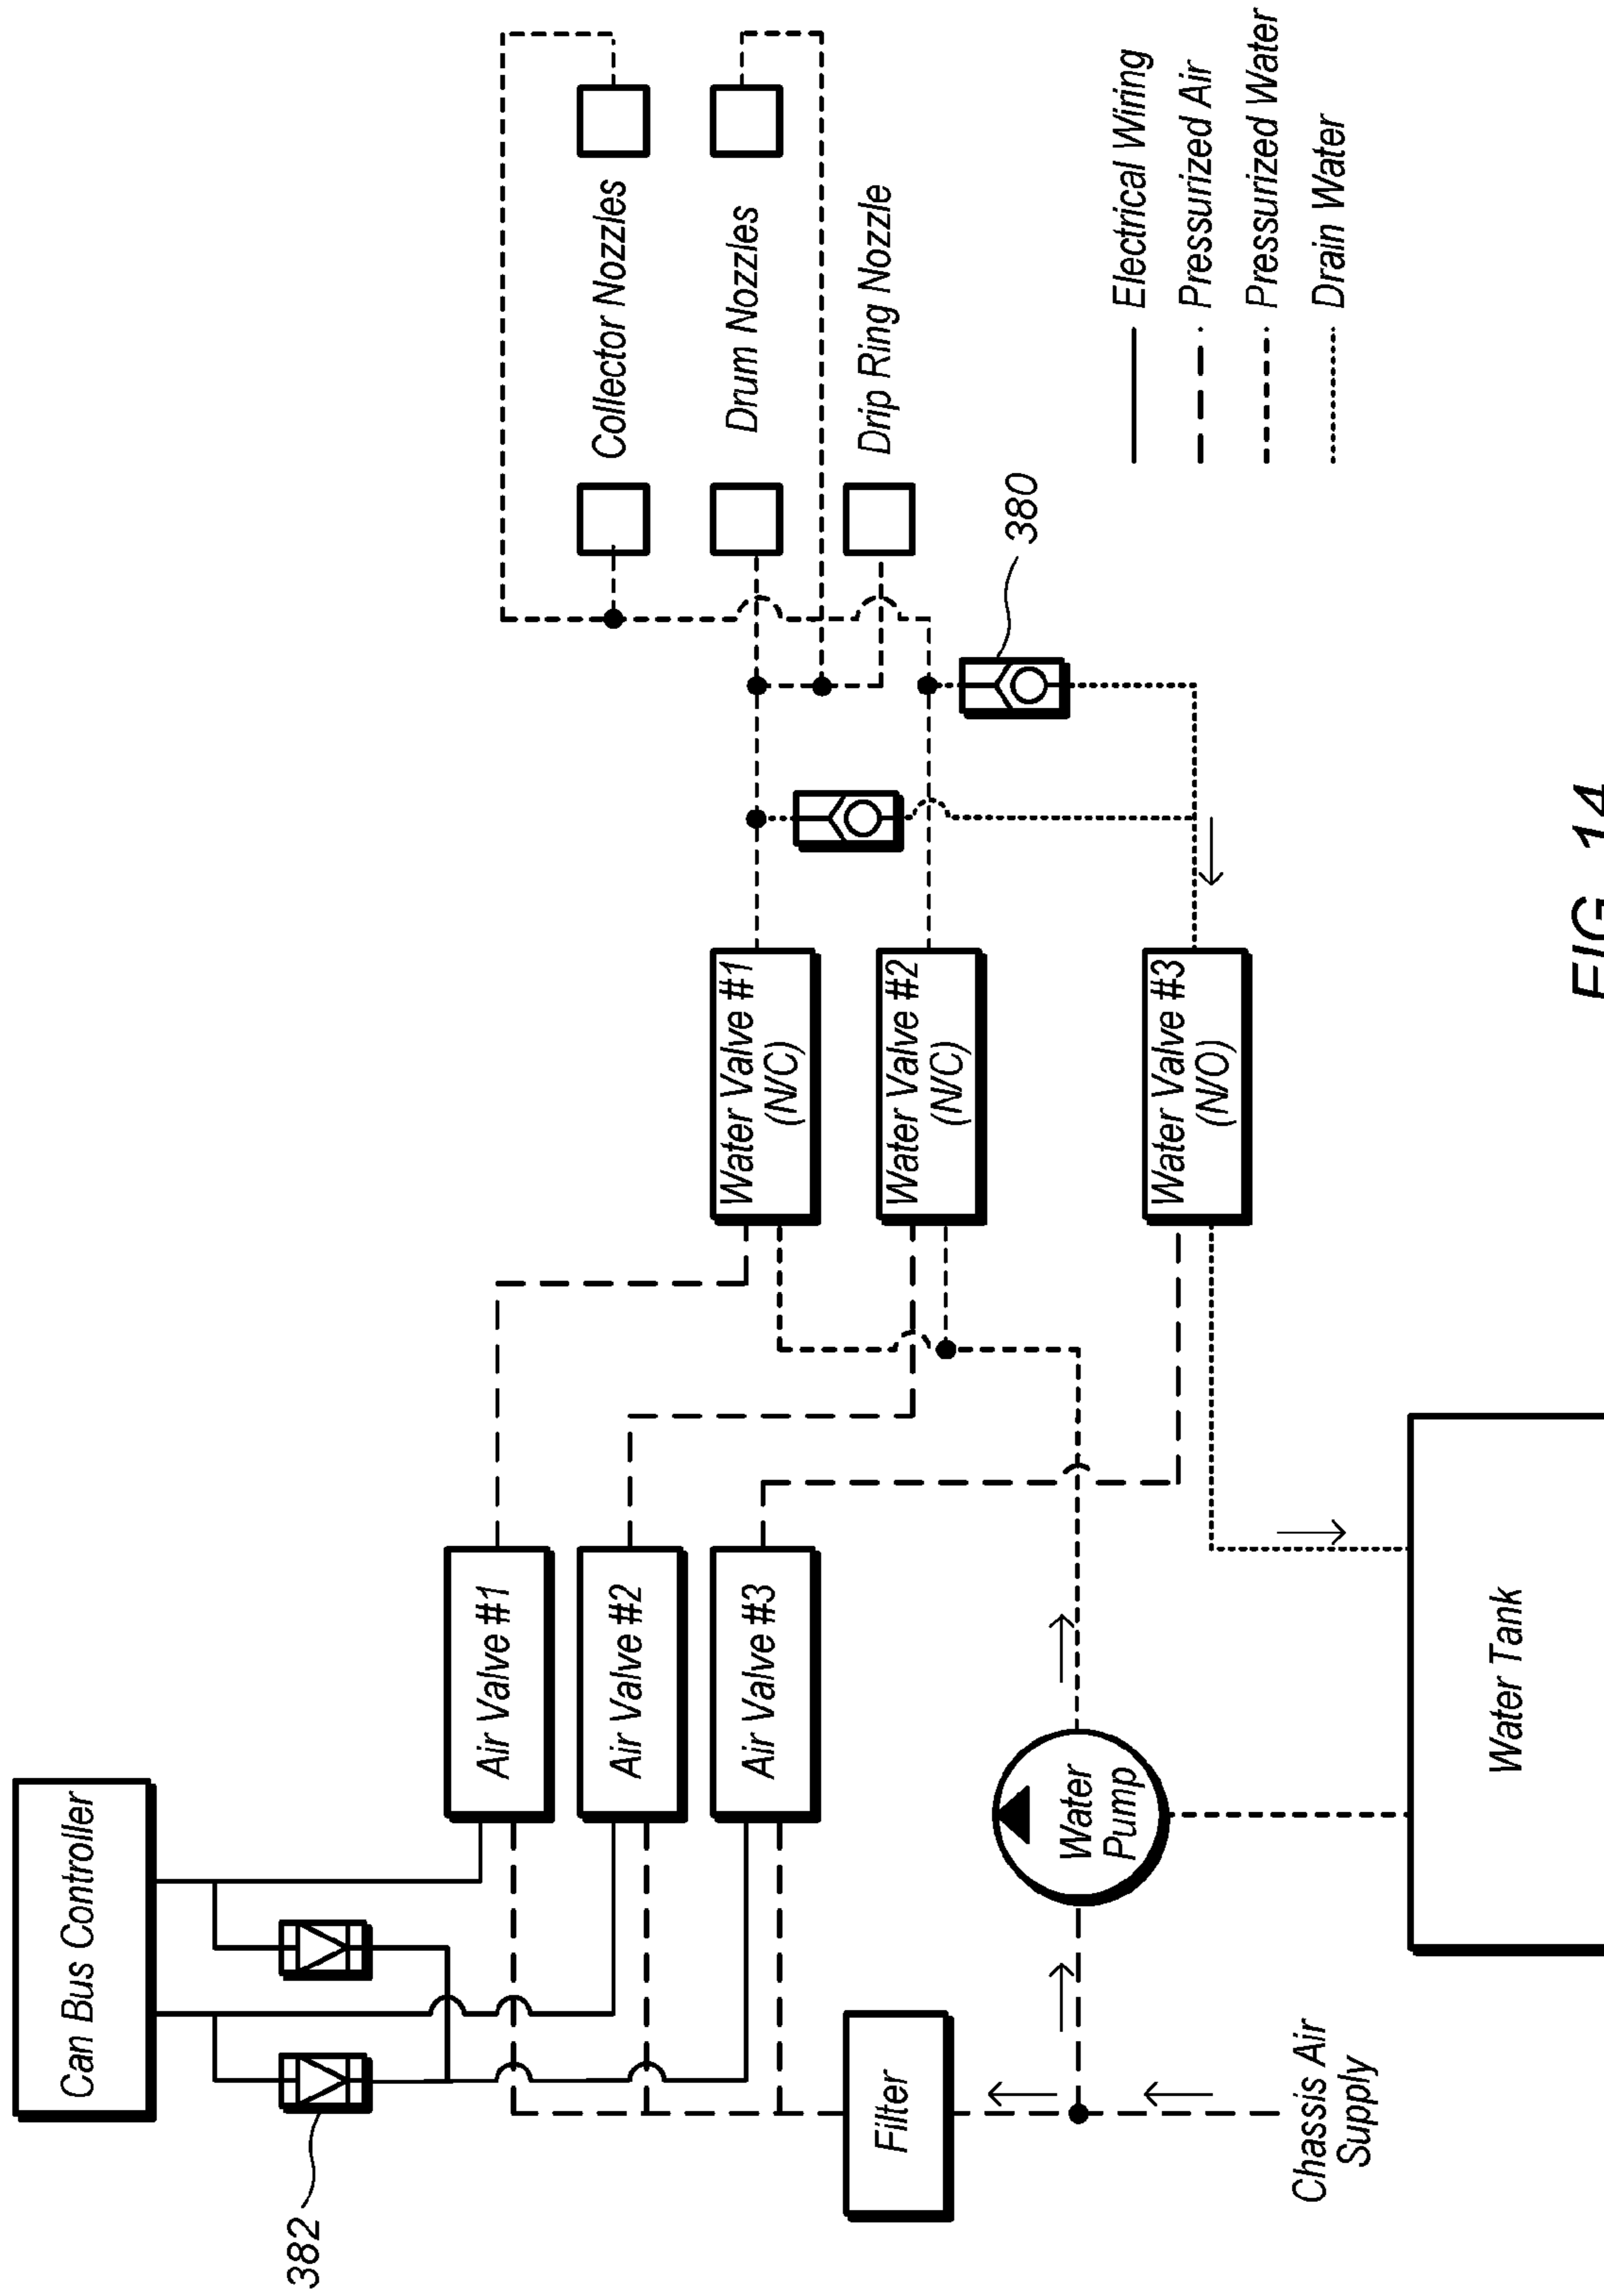 Can Bus Controller
382
Air Valve #1
Air Valve #2
Air Valve #3
Filter
Chassis Air
Supply
Water
Pump
Water Tank
Water Valve #1
(N/C)
Water Valve #2
(N/C)
Water Valve #3
(N/O)
Collector Nozzles
Drum Nozzles
Drip Ring Nozzle
380
Electrical Wiring
Pressurized Air
Pressurized Water
Drain Water
FIG. 14